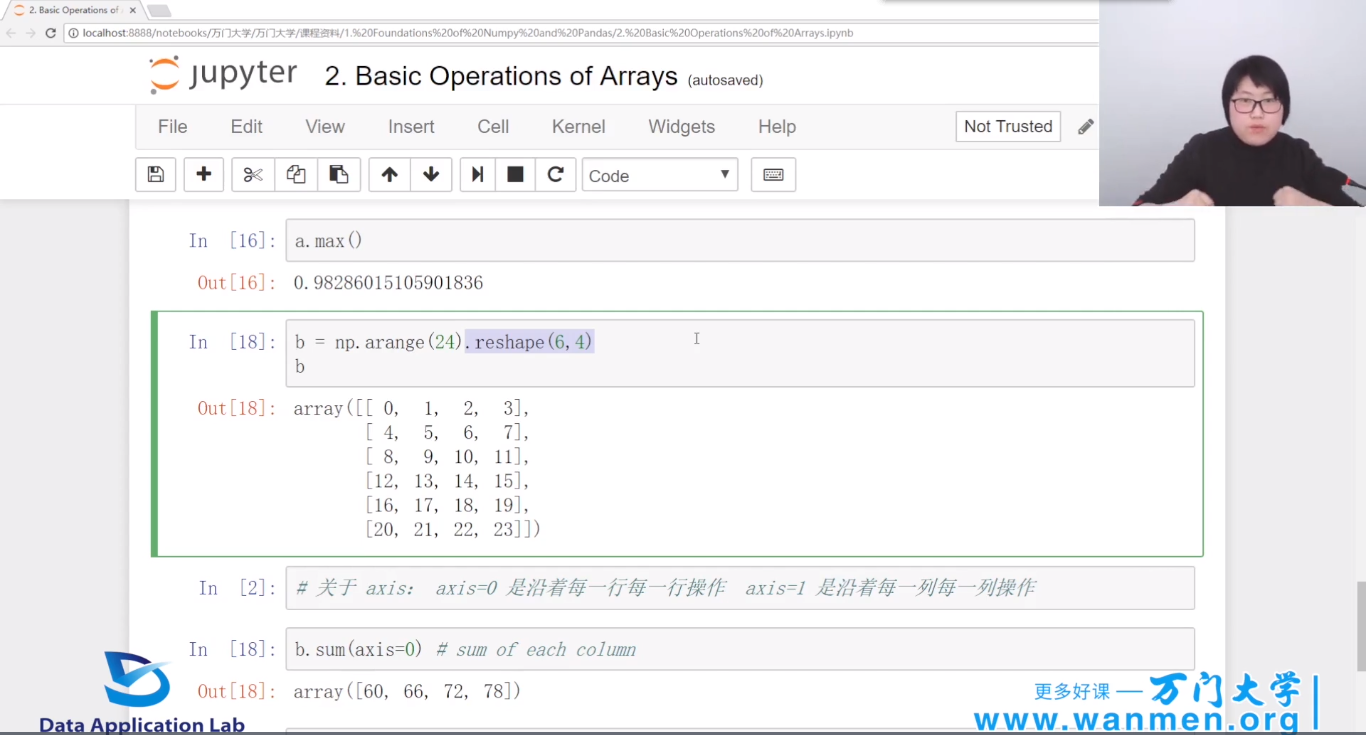 2. Basic Operations of
localhost:8888/notebooks/万门大学/万门大学/课程资料/1.%20Foundations%20of%20Numpy%20and%20Pandas/2.%20Basic%20Operations%20of%20Arrays.ipynb
jupyter 2. Basic Operations of Arrays (autosaved)
File Edit View Insert Cell Kernel Widgets Help Not Trusted
Code
In [16]: a.max()
Out[16]: 0.98286015105901836
In [18]: b = np.arange(24).reshape(6,4)
b
Out[18]: array([[ 0, 1, 2, 3],
[ 4, 5, 6, 7],
[ 8, 9, 10, 11],
[12, 13, 14, 15],
[16, 17, 18, 19],
[20, 21, 22, 23]])
In [2]: # 关于 axis: axis=0 是沿着每一行每一行操作 axis=1 是沿着每一列每一列操作
In [18]: b.sum(axis=0) # sum of each column
Out[18]: array([60, 66, 72, 78])
Data Application Lab
更多好课 — 万门大学
www.wanmen.org